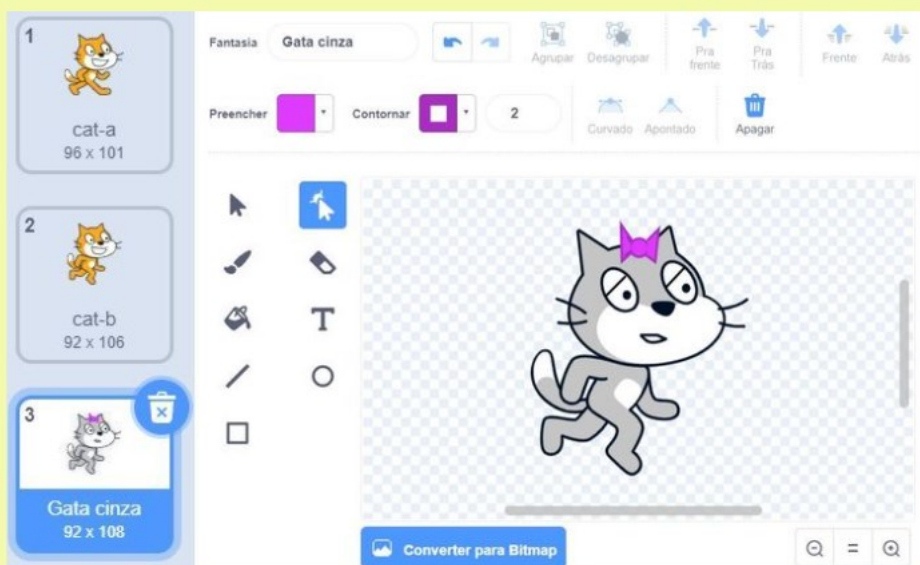 1
cat-a
96 x 101
2
cat-b
92 x 106
3
Gata cinza
92 x 108
Fantasia Gata cinza
Agrupar Desagrupar Pra frente Pra Trás Frente Atrás
Preencher Contornar 2 Curvado Apontado Apagar
T
Converter para Bitmap